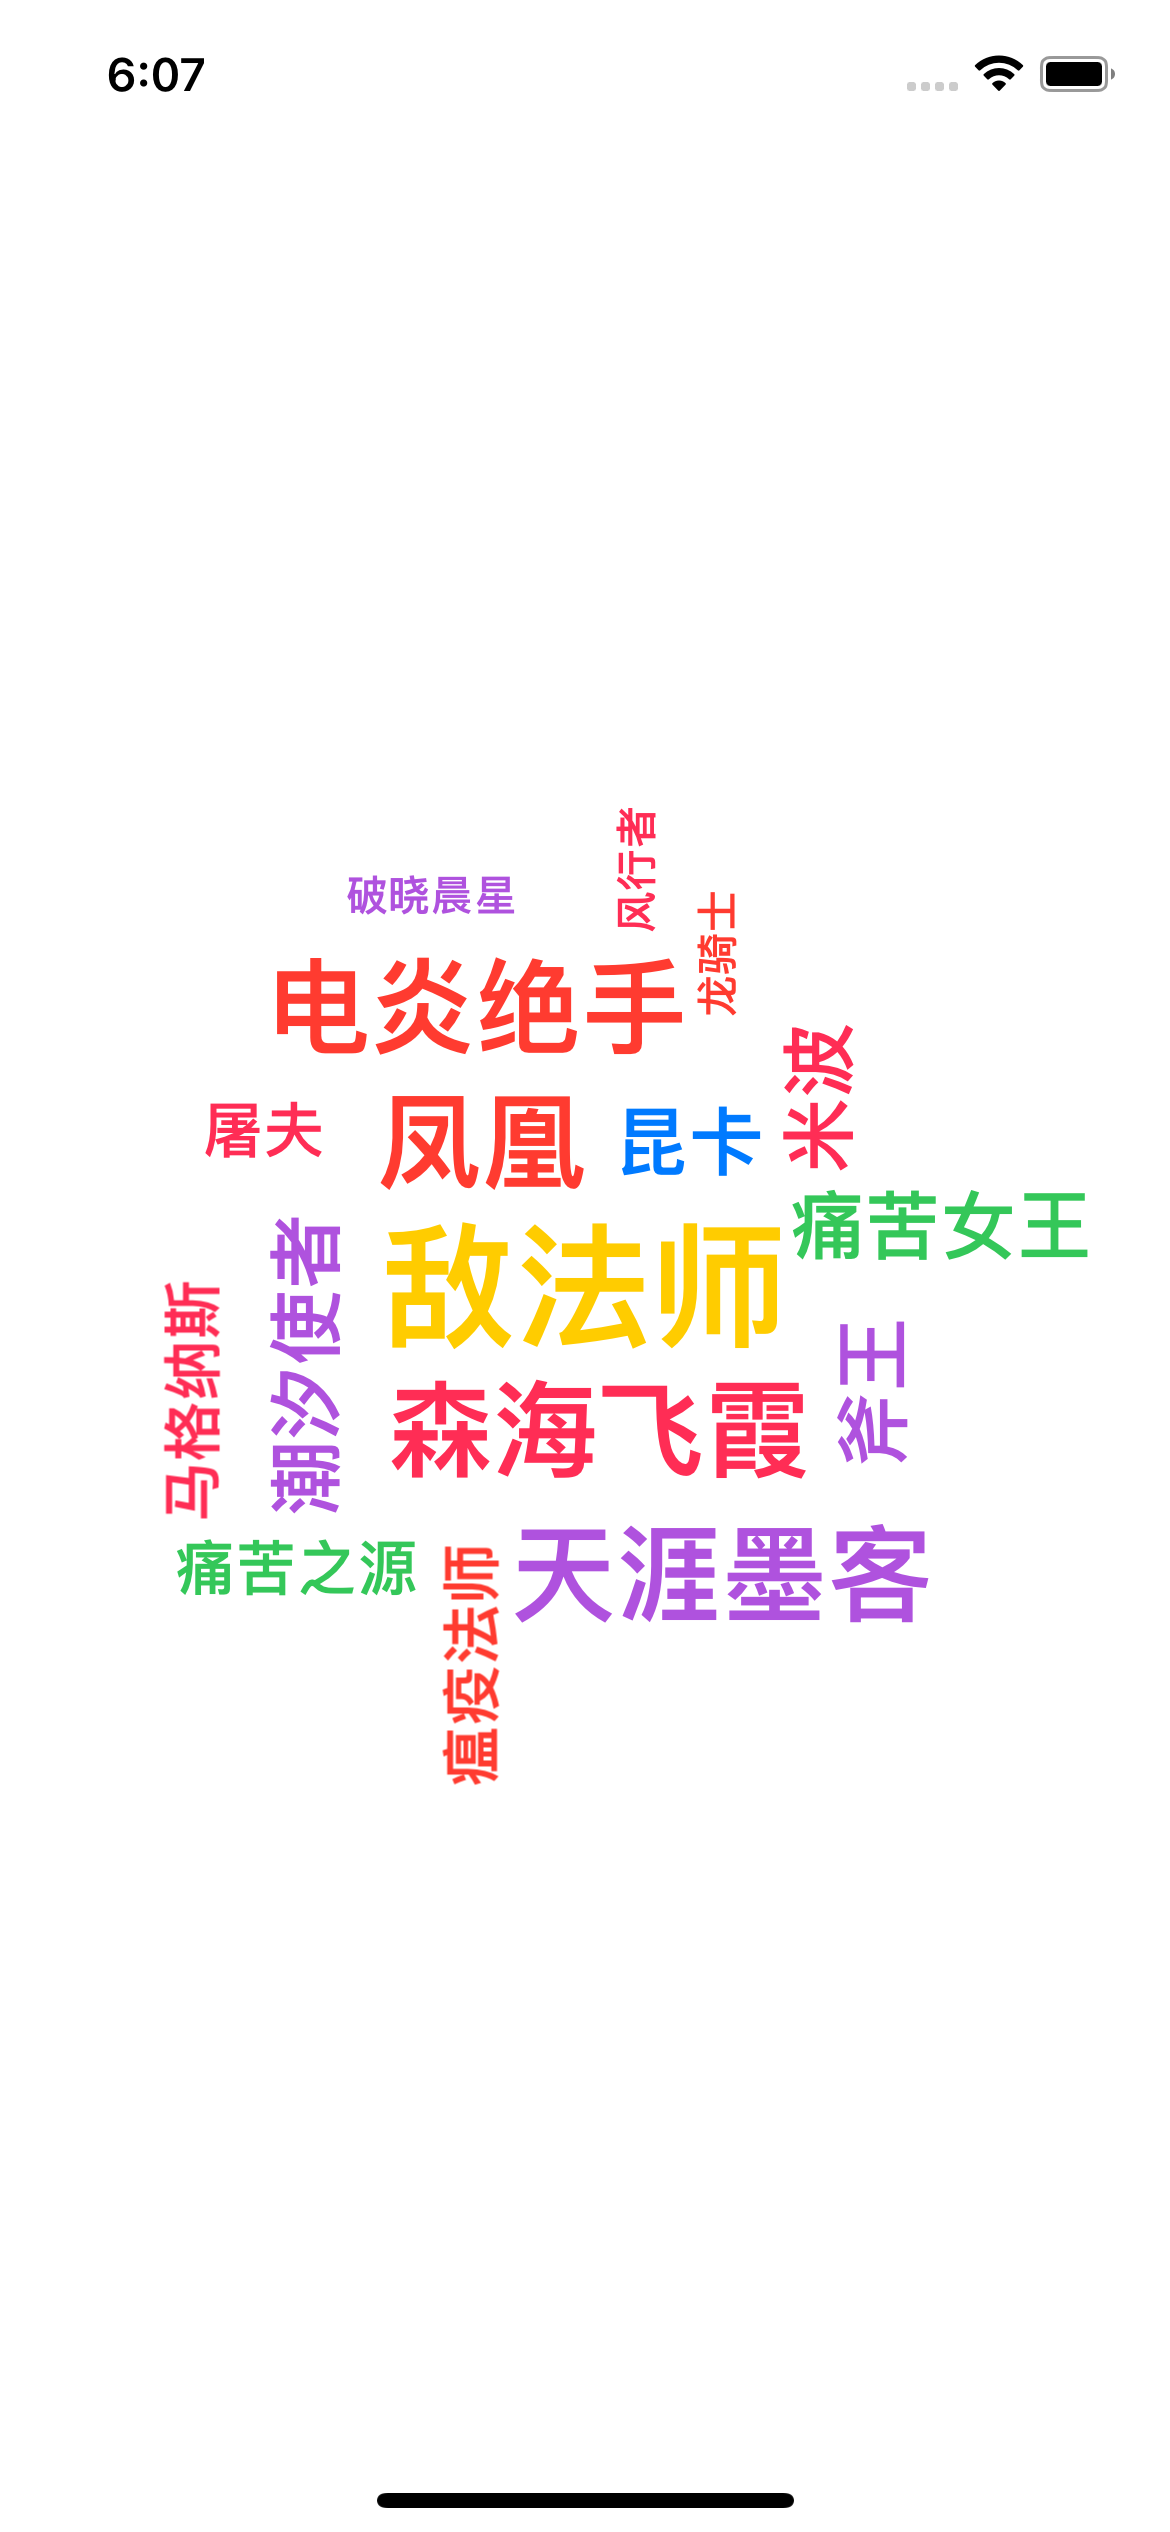 6:07
风行者
破晓晨星
龙骑士
电炎绝手
米波
屠夫
凤凰
昆卡
痛苦女王
潮汐使者
敌法师
马格纳斯
斧王
森海飞霞
天涯墨客
痛苦之源
瘟疫法师